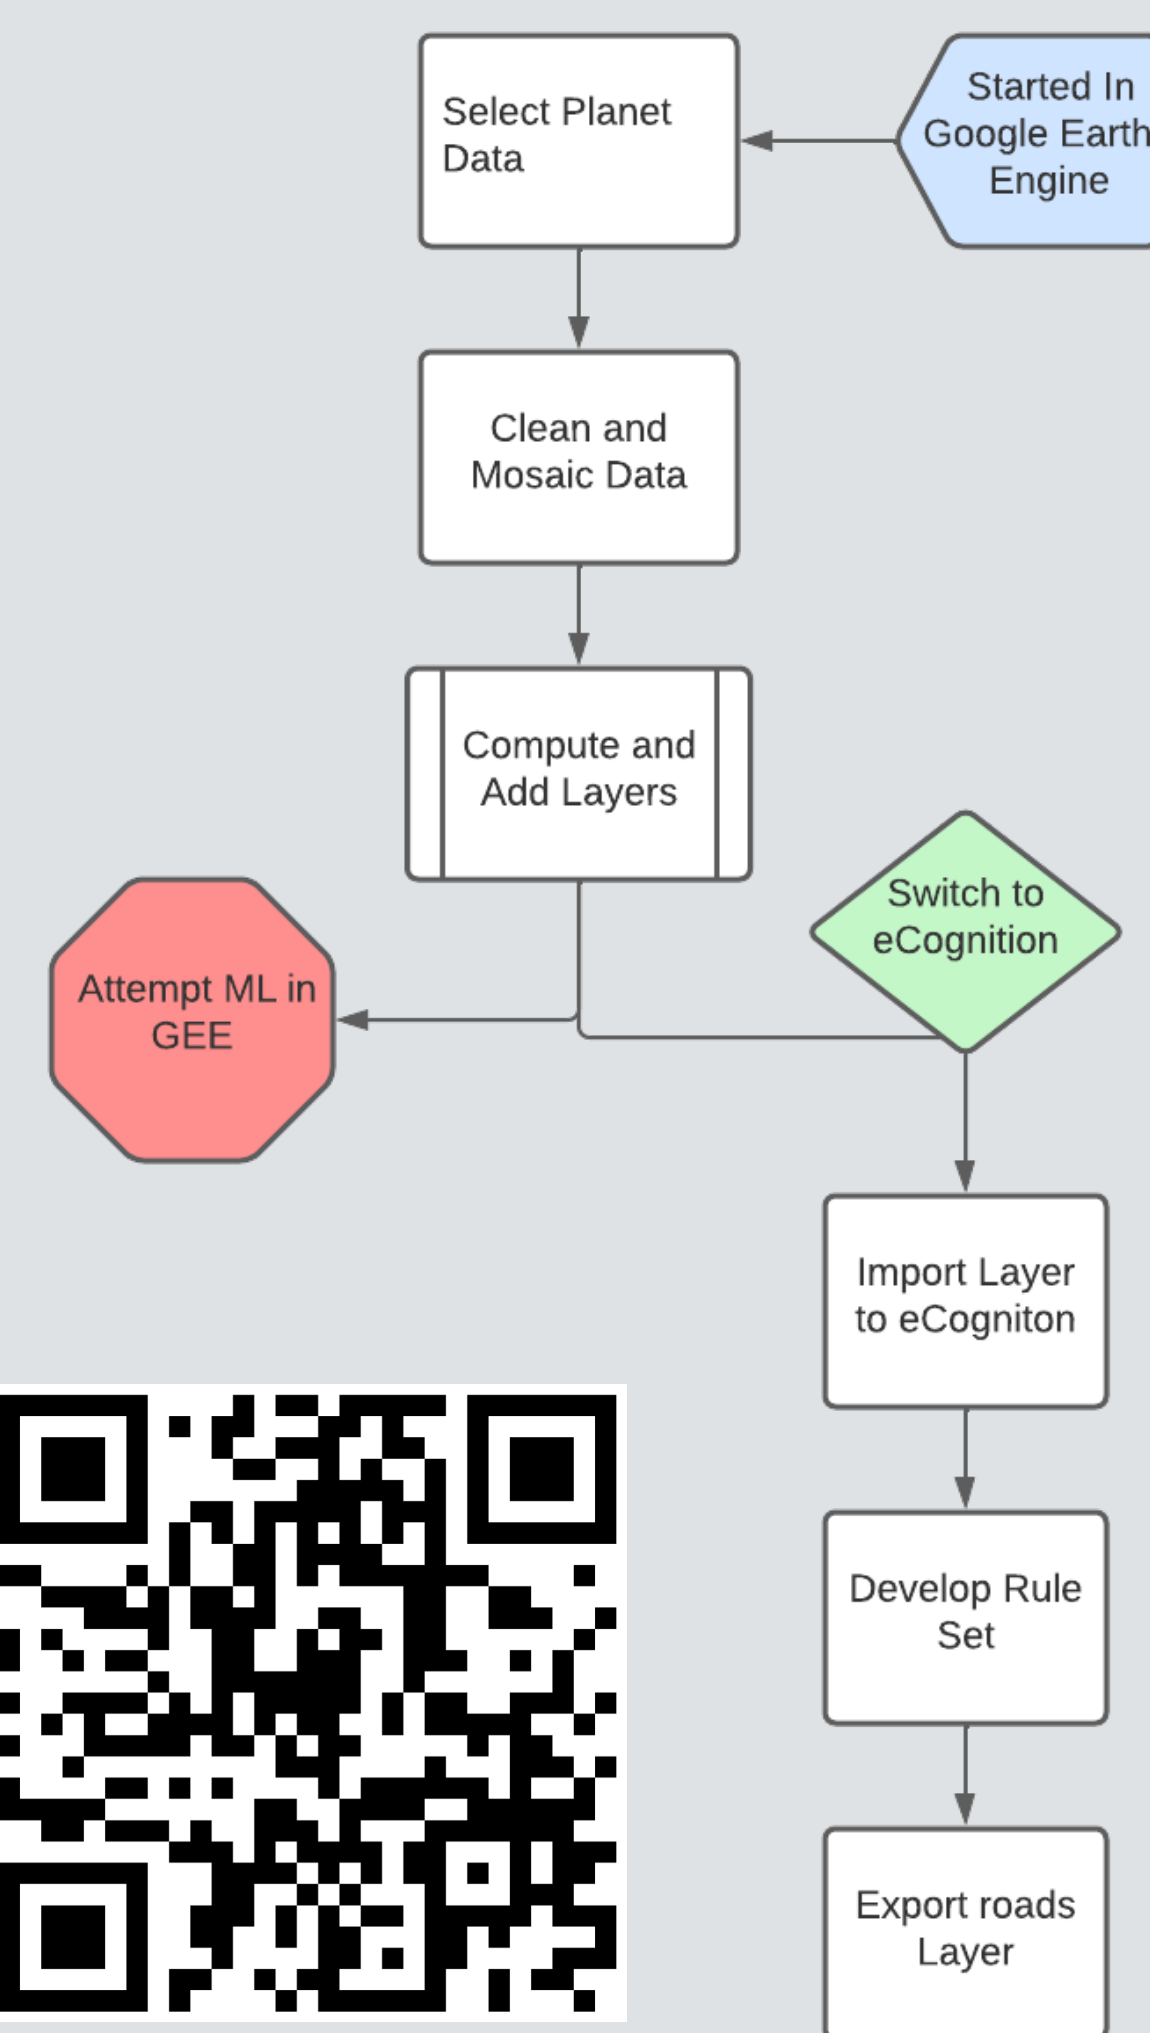 Started In
Google Earth
Engine
Select Planet
Data
Clean and
Mosaic Data
Compute and
Add Layers
Switch to
eCognition
Attempt ML in
GEE
Import Layer
to eCogniton
Develop Rule
Set
Export roads
Layer